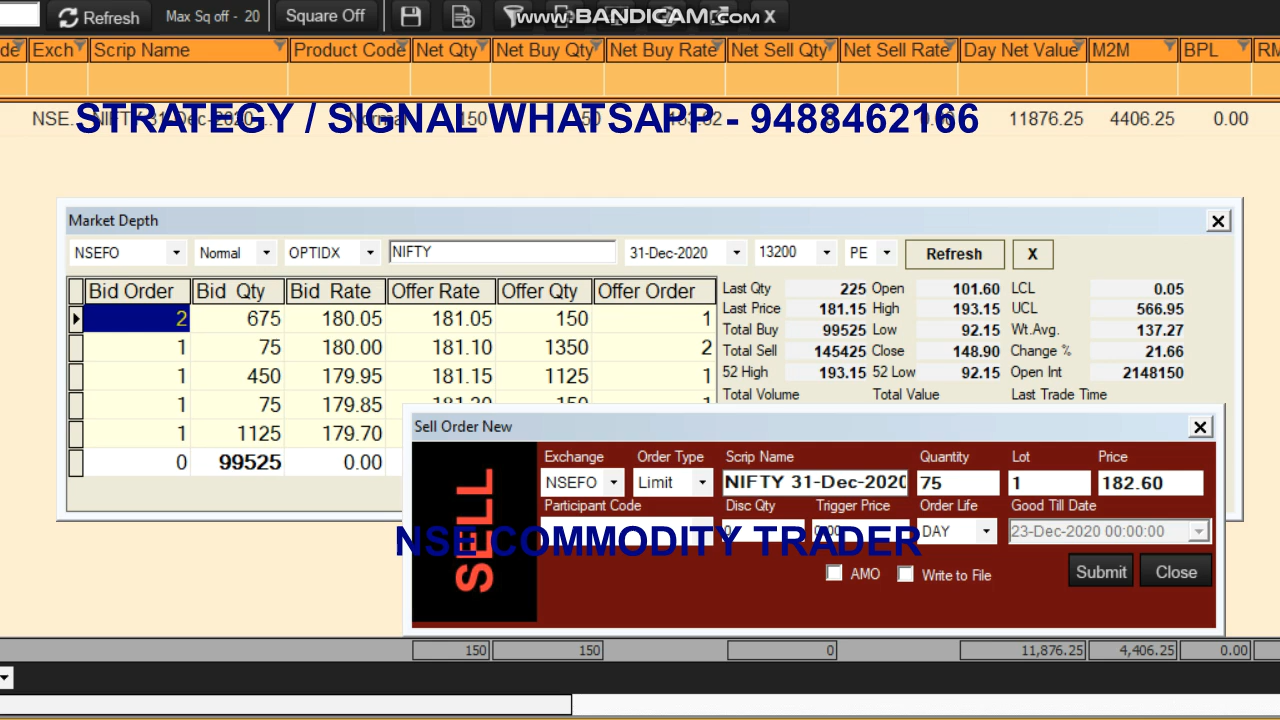 Refresh Max Sq off - 20 Square Off www.BANDICAM.com X
Exch Scrip Name Product Code Net Qty Net Buy Qty Net Buy Rate Net Sell Qty Net Sell Rate Day Net Value M2M BPL
NSE... 150 11876.25 4406.25 0.00
STRATEGY / SIGNAL WHATSAPP - 9488462166
Market Depth
NSEFO Normal OPTIDX NIFTY 31-Dec-2020 13200 PE Refresh X
Bid Order Bid Qty Bid Rate Offer Rate Offer Qty Offer Order
2 675 180.05 181.05 150 1
1 75 180.00 181.10 1350 2
1 450 179.95 181.15 1125 1
1 75 179.85
1 1125 179.70
0 99525 0.00
Last Qty 225 Open 101.60 LCL 0.05
Last Price 181.15 High 193.15 UCL 566.95
Total Buy 99525 Low 92.15 Wt.Avg. 137.27
Total Sell 145425 Close 148.90 Change % 21.66
52 High 193.15 52 Low 92.15 Open Int 2148150
Total Volume Total Value Last Trade Time
Sell Order New
SELL
Exchange Order Type Scrip Name Quantity Lot Price
NSEFO Limit NIFTY 31-Dec-2020 75 1 182.60
Participant Code Disc Qty Trigger Price Order Life Good Till Date
0 0.00 DAY 23-Dec-2020 00:00:00
NSE COMMODITY TRADER
AMO Write to File Submit Close
150 150 0 11,876.25 4,406.25 0.00